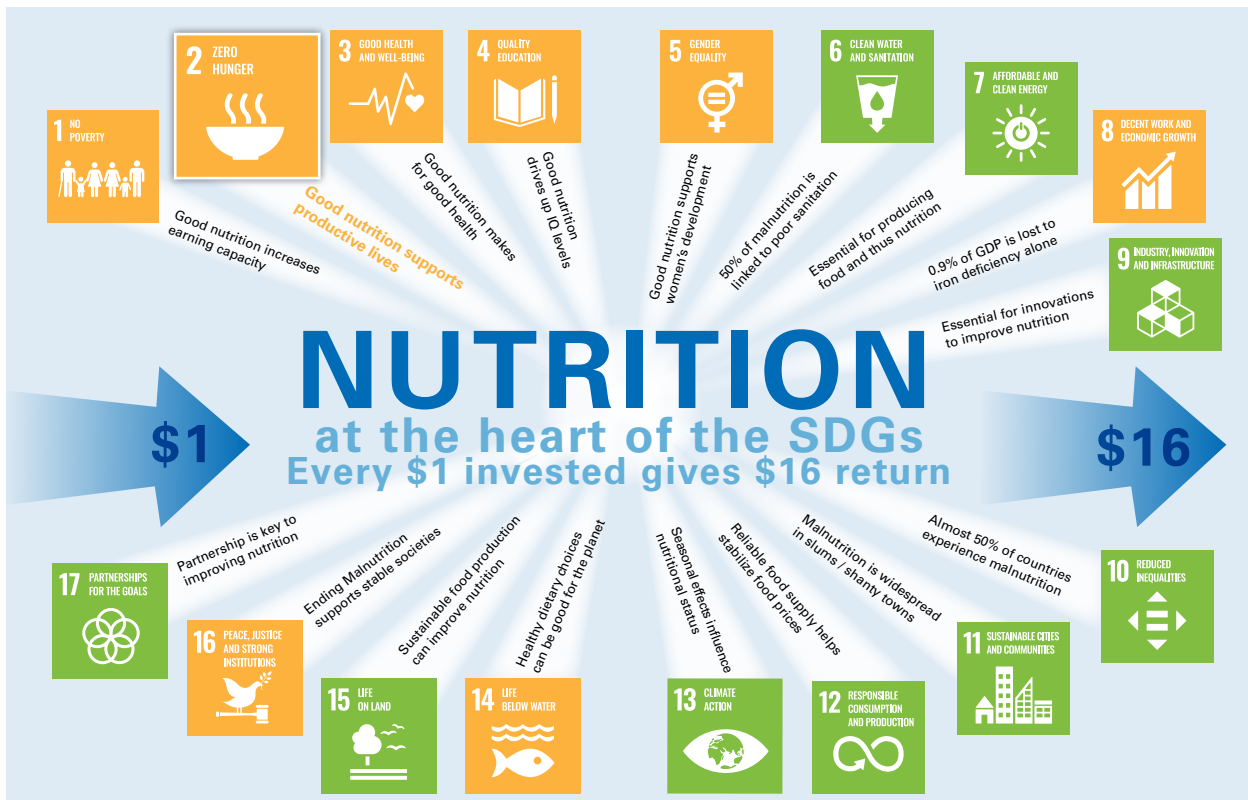 1 NO
POVERTY
Good nutrition increases
earning capacity
2 ZERO
HUNGER
Good nutrition supports
productive lives
3 GOOD HEALTH
AND WELL-BEING
Good nutrition makes
for good health
4 QUALITY
EDUCATION
Good nutrition
drives up IQ levels
5 GENDER
EQUALITY
Good nutrition supports
women's development
6 CLEAN WATER
AND SANITATION
50% of malnutrition is
linked to poor sanitation
7 AFFORDABLE AND
CLEAN ENERGY
Essential for producing
food and thus nutrition
8 DECENT WORK AND
ECONOMIC GROWTH
0.9% of GDP is lost to
iron deficiency alone
9 INDUSTRY, INNOVATION
AND INFRASTRUCTURE
Essential for innovations
to improve nutrition
NUTRITION
at the heart of the SDGs
Every $1 invested gives $16 return
$1
$16
Almost 50% of countries
experience malnutrition
10 REDUCED
INEQUALITIES
Malnutrition is widespread
in slums / shanty towns
11 SUSTAINABLE CITIES
AND COMMUNITIES
Reliable food supply helps
stabilize food prices
12 RESPONSIBLE
CONSUMPTION
AND PRODUCTION
Seasonal effects influence
nutritional status
13 CLIMATE
ACTION
Healthy dietary choices
can be good for the planet
14 LIFE
BELOW WATER
Sustainable food production
can improve nutrition
15 LIFE
ON LAND
Ending Malnutrition
supports stable societies
16 PEACE, JUSTICE
AND STRONG
INSTITUTIONS
Partnership is key to
improving nutrition
17 PARTNERSHIPS
FOR THE GOALS